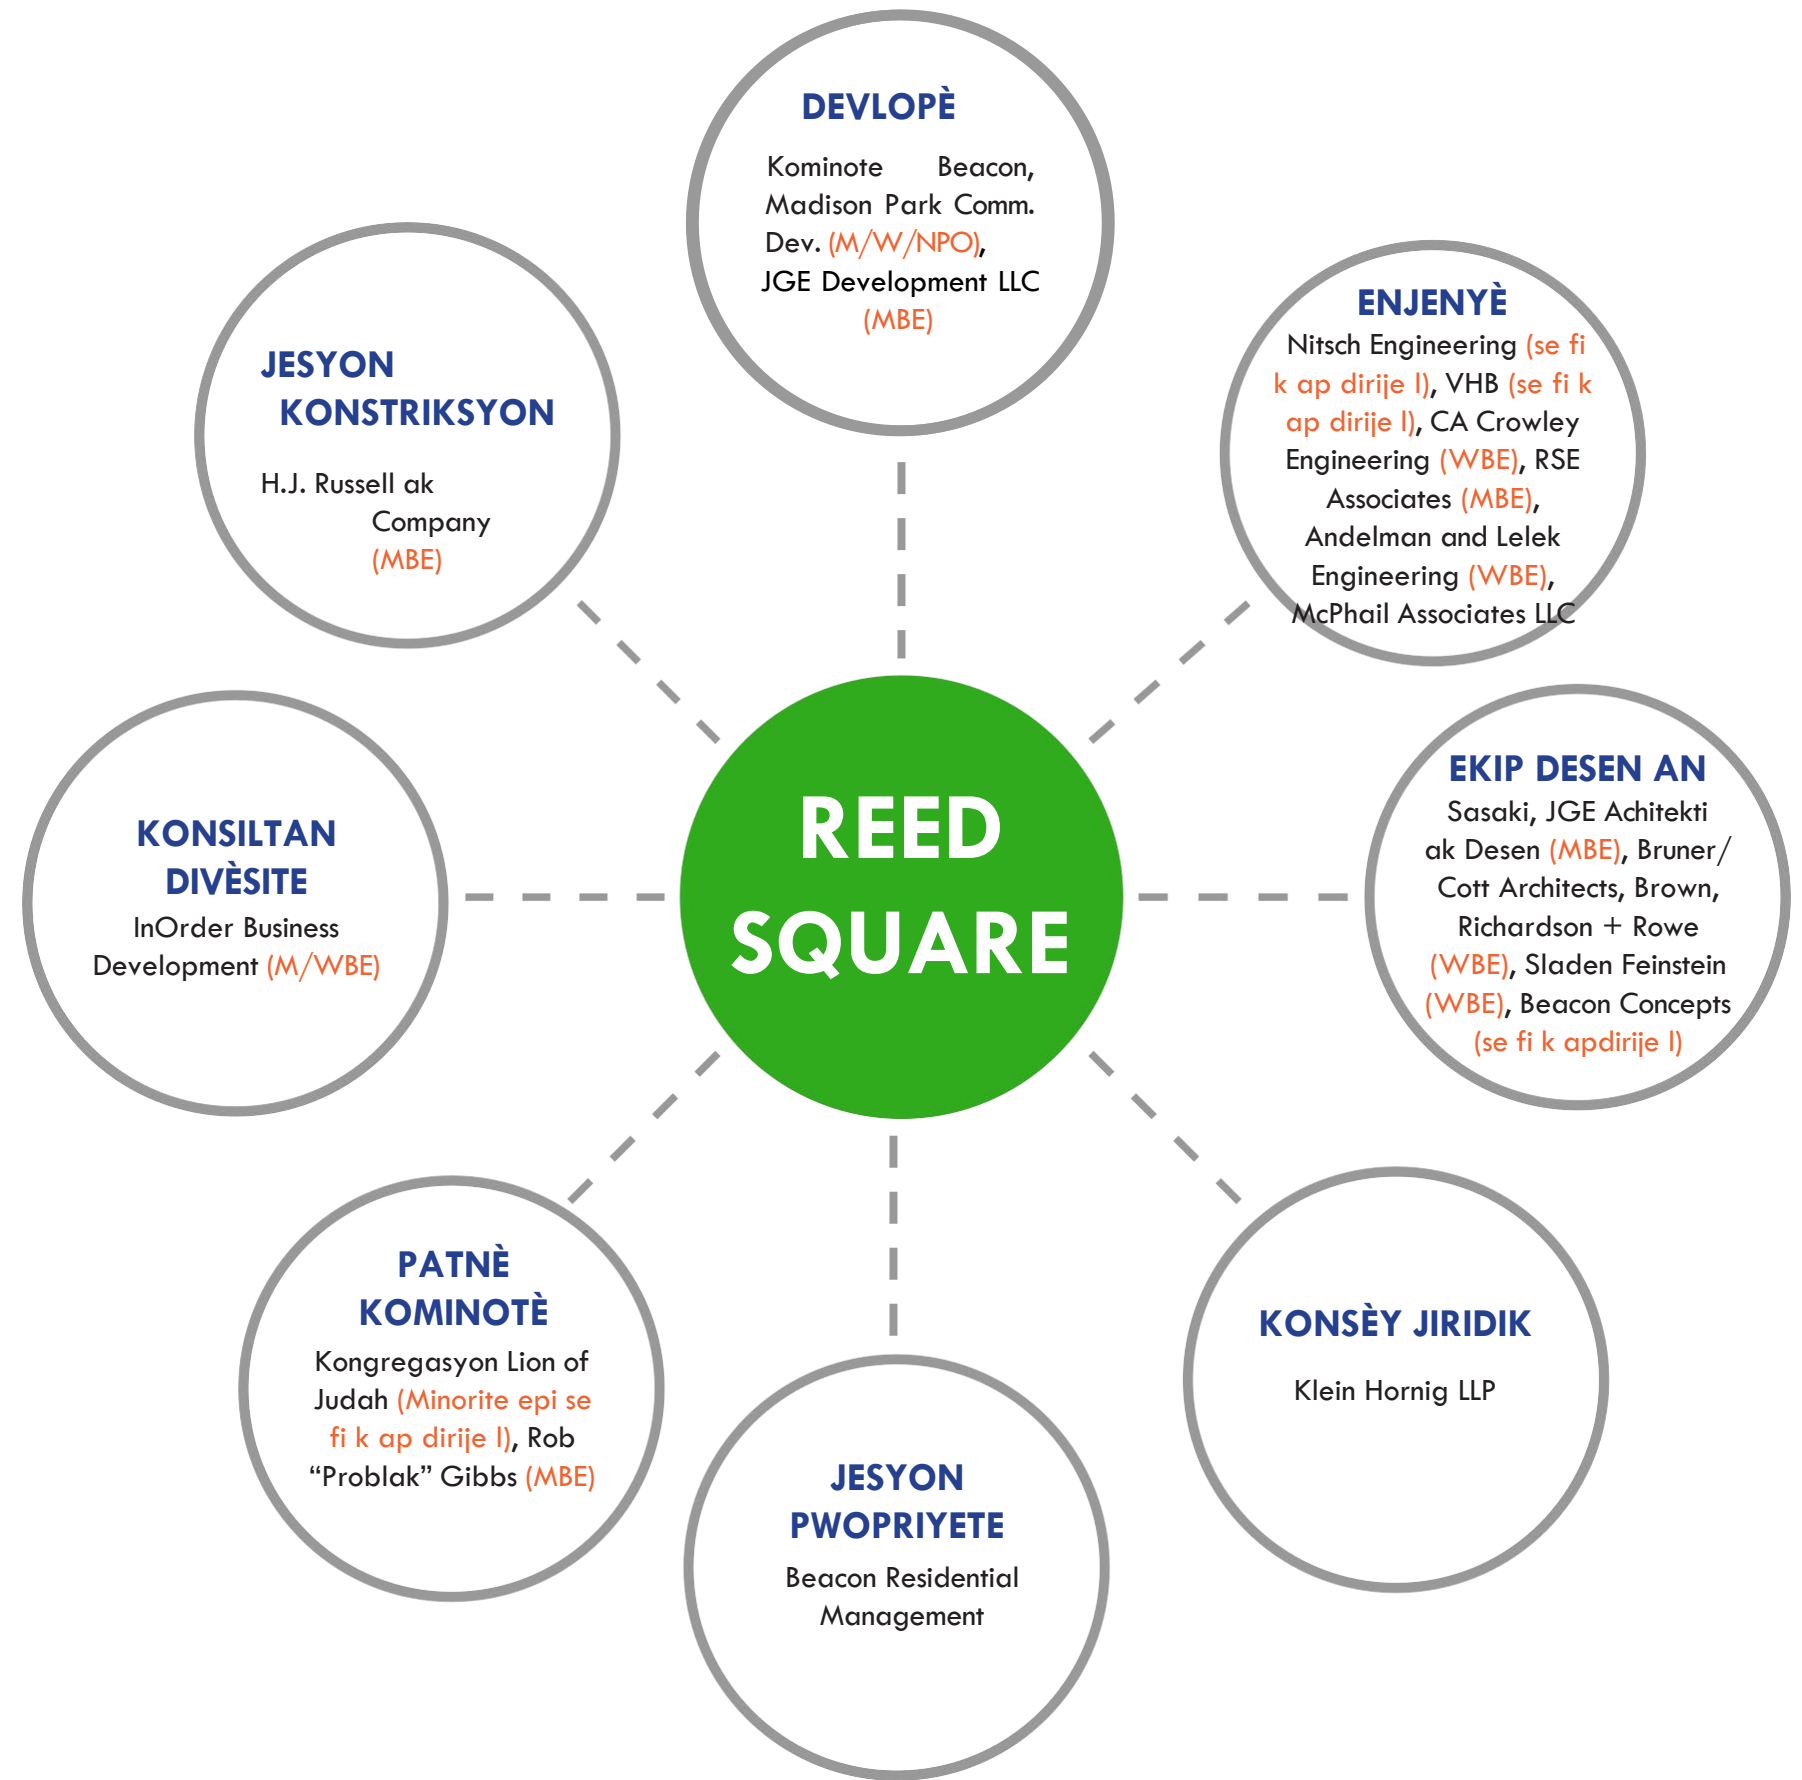 DEVLOPÈ
Kominote Beacon,
Madison Park Comm.
Dev. (M/W/NPO),
JGE Development LLC
(MBE)
ENJENYÈ
Nitsch Engineering (se fi
k ap dirije l), VHB (se fi k
ap dirije l), CA Crowley
Engineering (WBE), RSE
Associates (MBE),
Andelman and Lelek
Engineering (WBE),
McPhail Associates LLC
JESYON
KONSTRIKSYON
H.J. Russell ak
Company
(MBE)
EKIP DESEN AN
Sasaki, JGE Achitekti
ak Desen (MBE), Bruner/
Cott Architects, Brown,
Richardson + Rowe
(WBE), Sladen Feinstein
(WBE), Beacon Concepts
(se fi k apdirije l)
REED
SQUARE
KONSILTAN
DIVÈSITE
InOrder Business
Development (M/WBE)
PATNÈ
KOMINOTÈ
Kongregasyon Lion of
Judah (Minorite epi se
fi k ap dirije l), Rob
“Problak” Gibbs (MBE)
KONSÈY JIRIDIK
Klein Hornig LLP
JESYON
PWOPRIYETE
Beacon Residential
Management